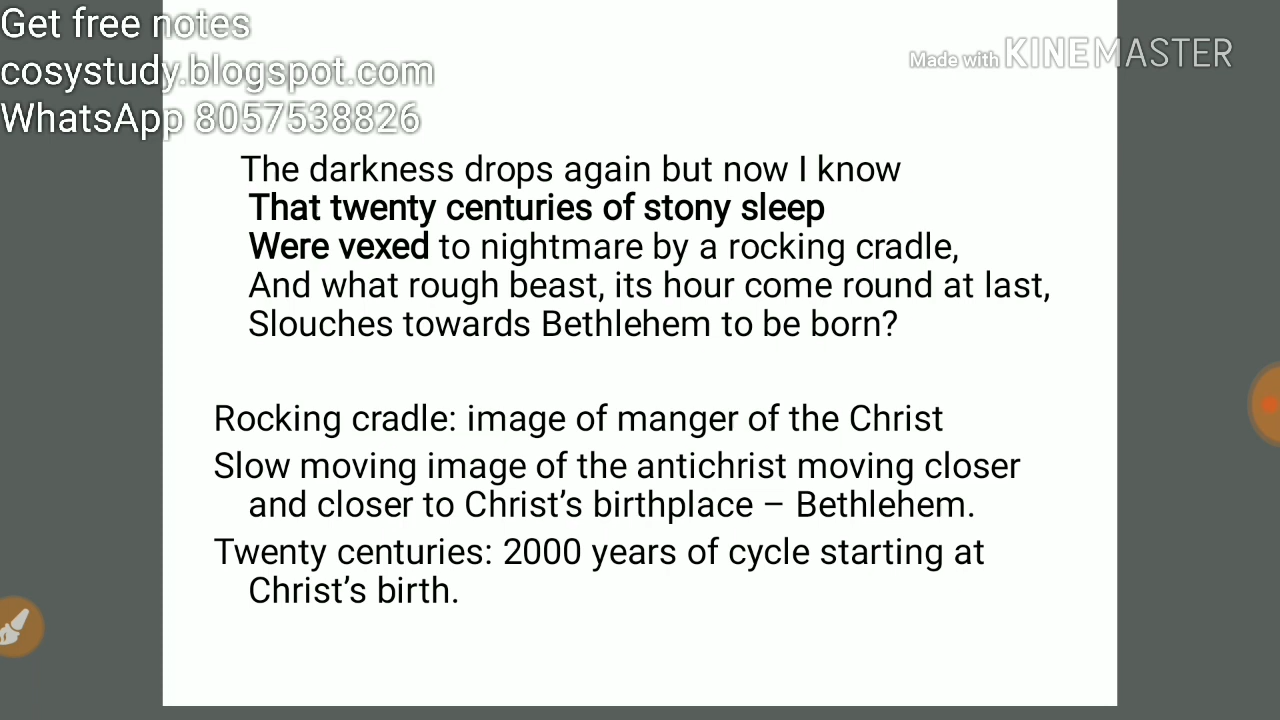 Get free notes
cosystudy.blogspot.com
WhatsApp 8057538826
Made with KINEMASTER
The darkness drops again but now I know
That twenty centuries of stony sleep
Were vexed to nightmare by a rocking cradle,
And what rough beast, its hour come round at last,
Slouches towards Bethlehem to be born?
Rocking cradle: image of manger of the Christ
Slow moving image of the antichrist moving closer
and closer to Christ’s birthplace – Bethlehem.
Twenty centuries: 2000 years of cycle starting at
Christ’s birth.